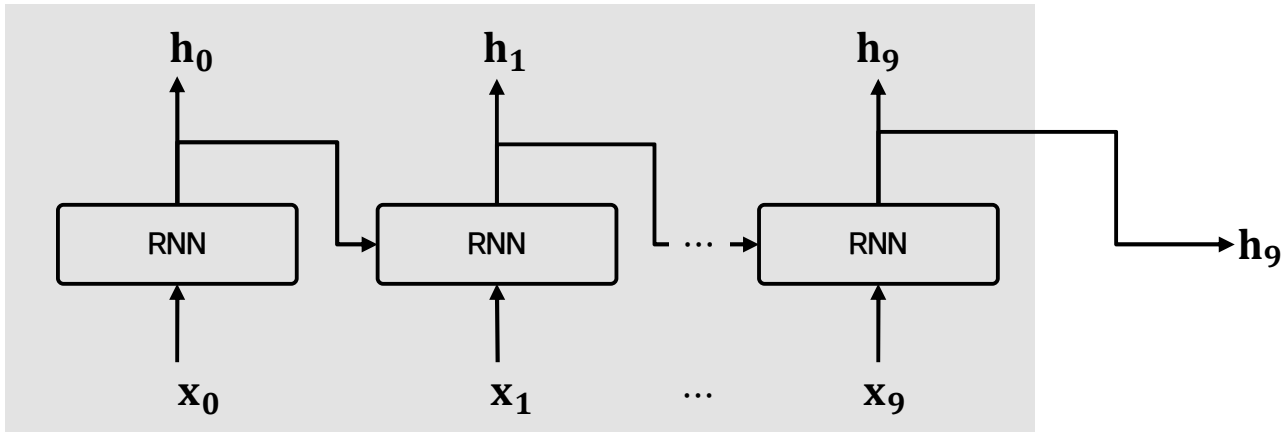 h₀ h₁ h₉
RNN RNN ⋯ RNN
h₉
x₀ x₁ ⋯ x₉